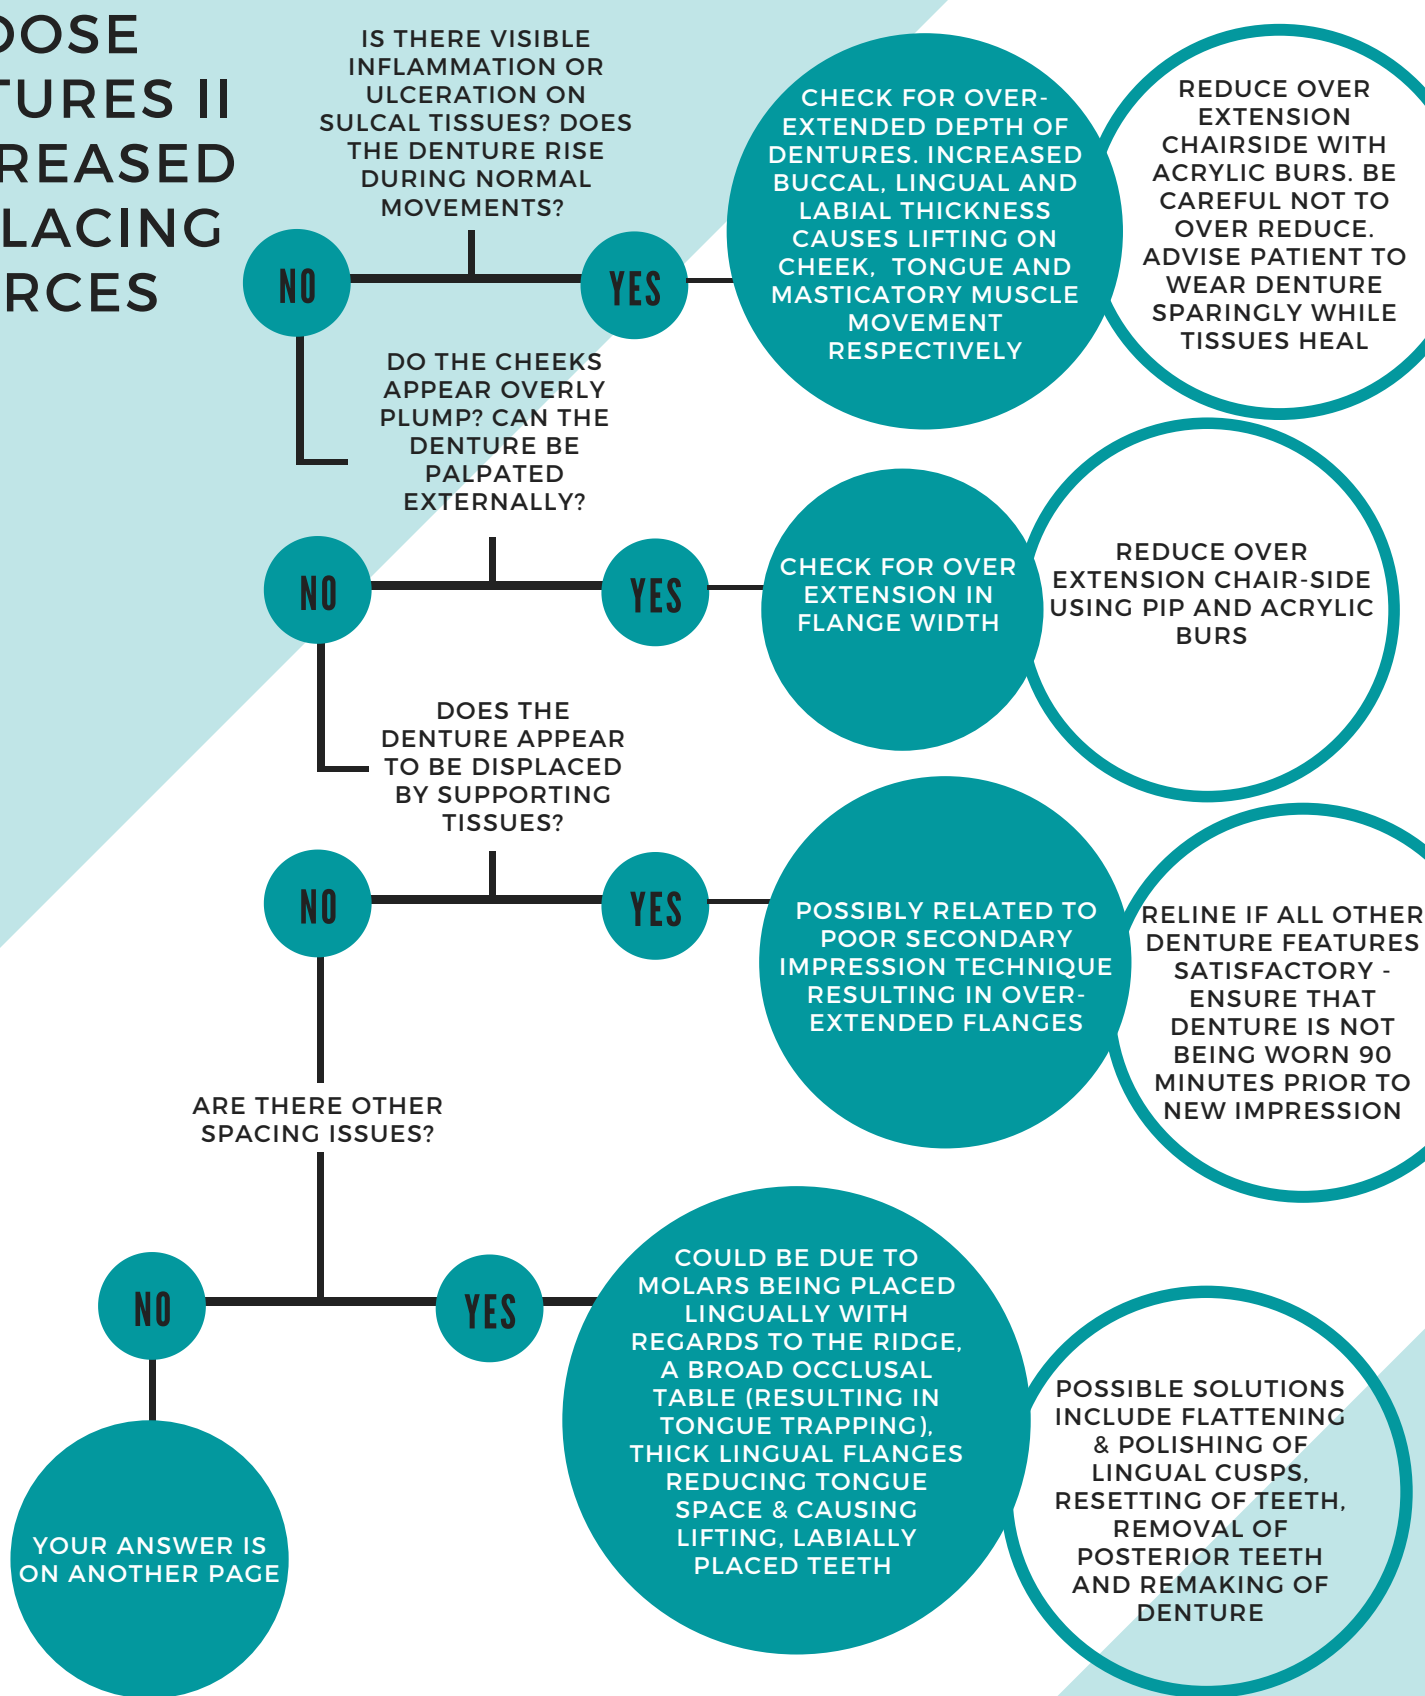 OOSE
TURES II
REASED
LACING
RCES
IS THERE VISIBLE
INFLAMMATION OR
ULCERATION ON
SULCAL TISSUES? DOES
THE DENTURE RISE
DURING NORMAL
MOVEMENTS?
NO
YES
CHECK FOR OVER-
EXTENDED DEPTH OF
DENTURES. INCREASED
BUCCAL, LINGUAL AND
LABIAL THICKNESS
CAUSES LIFTING ON
CHEEK, TONGUE AND
MASTICATORY MUSCLE
MOVEMENT
RESPECTIVELY
REDUCE OVER
EXTENSION
CHAIRSIDE WITH
ACRYLIC BURS. BE
CAREFUL NOT TO
OVER REDUCE.
ADVISE PATIENT TO
WEAR DENTURE
SPARINGLY WHILE
TISSUES HEAL
DO THE CHEEKS
APPEAR OVERLY
PLUMP? CAN THE
DENTURE BE
PALPATED
EXTERNALLY?
NO
YES
CHECK FOR OVER
EXTENSION IN
FLANGE WIDTH
REDUCE OVER
EXTENSION CHAIR-SIDE
USING PIP AND ACRYLIC
BURS
DOES THE
DENTURE APPEAR
TO BE DISPLACED
BY SUPPORTING
TISSUES?
NO
YES
POSSIBLY RELATED TO
POOR SECONDARY
IMPRESSION TECHNIQUE
RESULTING IN OVER-
EXTENDED FLANGES
RELINE IF ALL OTHER
DENTURE FEATURES
SATISFACTORY -
ENSURE THAT
DENTURE IS NOT
BEING WORN 90
MINUTES PRIOR TO
NEW IMPRESSION
ARE THERE OTHER
SPACING ISSUES?
NO
YES
COULD BE DUE TO
MOLARS BEING PLACED
LINGUALLY WITH
REGARDS TO THE RIDGE,
A BROAD OCCLUSAL
TABLE (RESULTING IN
TONGUE TRAPPING),
THICK LINGUAL FLANGES
REDUCING TONGUE
SPACE & CAUSING
LIFTING, LABIALLY
PLACED TEETH
POSSIBLE SOLUTIONS
INCLUDE FLATTENING
& POLISHING OF
LINGUAL CUSPS,
RESETTING OF TEETH,
REMOVAL OF
POSTERIOR TEETH
AND REMAKING OF
DENTURE
YOUR ANSWER IS
ON ANOTHER PAGE